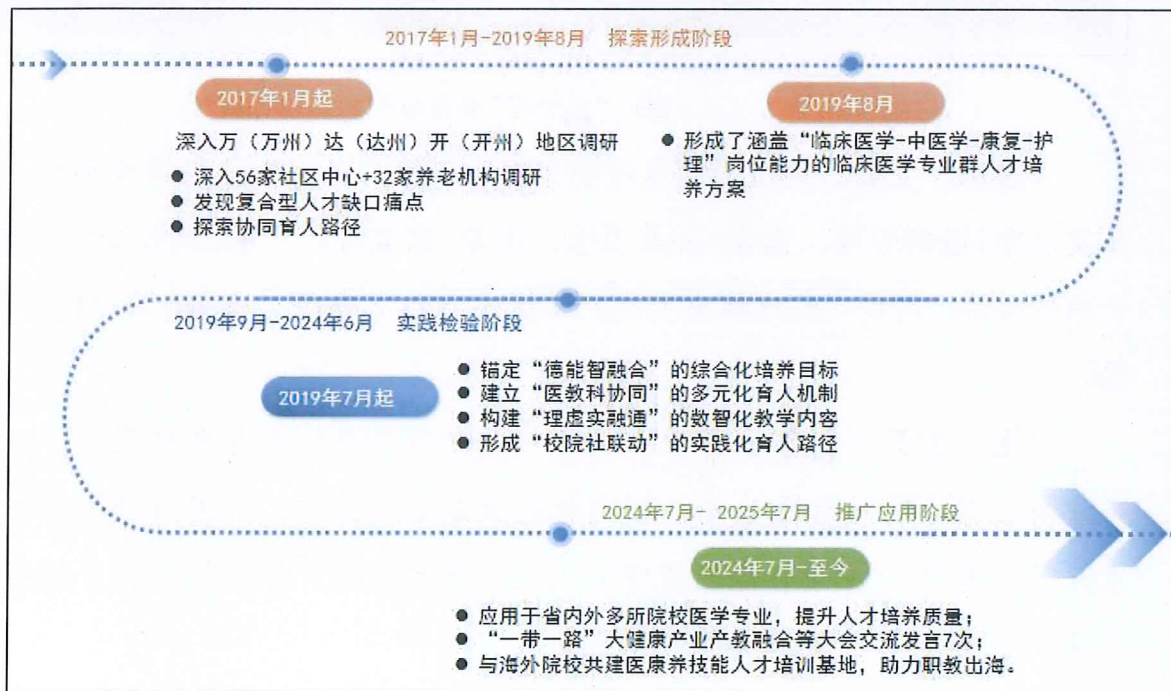 2017年1月-2019年8月 探索形成阶段
2017年1月起
深入万（万州）达（达州）开（开州）地区调研
● 深入56家社区中心+32家养老机构调研
● 发现复合型人才缺口痛点
● 探索协同育人路径
2019年8月
● 形成了涵盖“临床医学-中医学-康复-护
理”岗位能力的临床医学专业群人才培
养方案
2019年9月-2024年6月 实践检验阶段
2019年7月起
● 锚定“德能智融合”的综合化培养目标
● 建立“医教科协同”的多元化育人机制
● 构建“理虚实融通”的数智化教学内容
● 形成“校院社联动”的实践化育人路径
2024年7月- 2025年7月 推广应用阶段
2024年7月-至今
● 应用于省内外多所院校医学专业，提升人才培养质量；
● “一带一路”大健康产业产教融合等大会交流发言7次；
● 与海外院校共建医康养技能人才培训基地，助力职教出海。